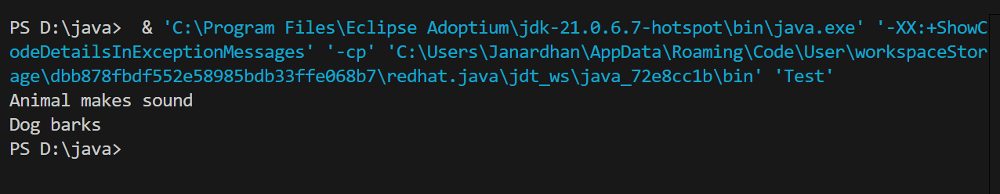 PS D:\java>  & 'C:\Program Files\Eclipse Adoptium\jdk-21.0.6.7-hotspot\bin\java.exe' '-XX:+ShowC
odeDetailsInExceptionMessages' '-cp' 'C:\Users\Janardhan\AppData\Roaming\Code\User\workspaceStor
age\dbb878fbdf552e58985bdb33ffe068b7\redhat.java\jdt_ws\java_72e8cc1b\bin' 'Test'
Animal makes sound
Dog barks
PS D:\java>